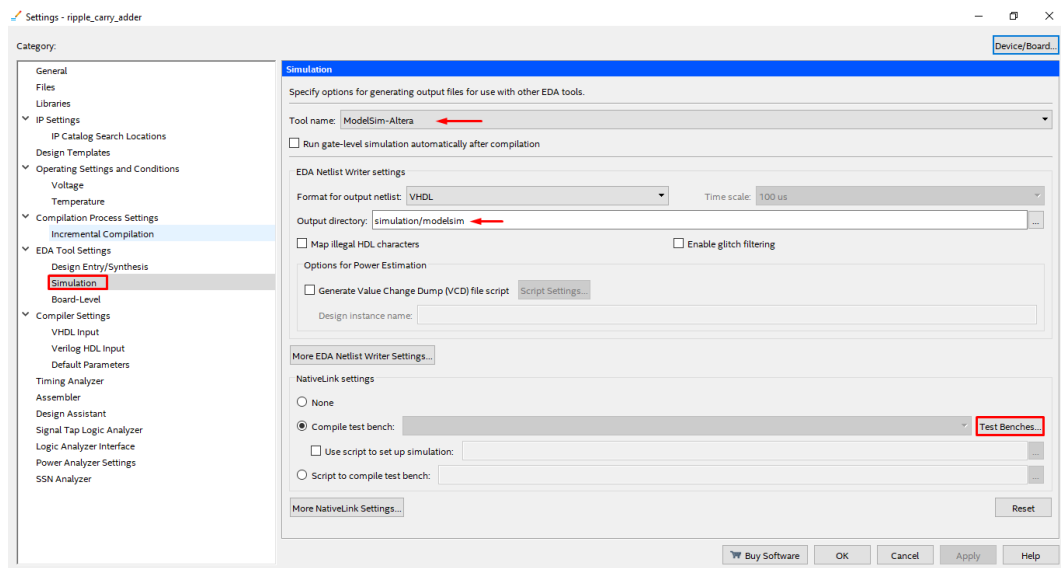 Settings - ripple_carry_adder
Category:
Device/Board...
General
Files
Libraries
IP Settings
IP Catalog Search Locations
Design Templates
Operating Settings and Conditions
Voltage
Temperature
Compilation Process Settings
Incremental Compilation
EDA Tool Settings
Design Entry/Synthesis
Simulation
Board-Level
Compiler Settings
VHDL Input
Verilog HDL Input
Default Parameters
Timing Analyzer
Assembler
Design Assistant
Signal Tap Logic Analyzer
Logic Analyzer Interface
Power Analyzer Settings
SSN Analyzer
Simulation
Specify options for generating output files for use with other EDA tools.
Tool name: ModelSim-Altera
Run gate-level simulation automatically after compilation
EDA Netlist Writer settings
Format for output netlist: VHDL Time scale: 100 us
Output directory: simulation/modelsim ...
Map illegal HDL characters Enable glitch filtering
Options for Power Estimation
Generate Value Change Dump (VCD) file script Script Settings...
Design instance name:
More EDA Netlist Writer Settings...
NativeLink settings
None
Compile test bench: Test Benches...
Use script to set up simulation: ...
Script to compile test bench: ...
More NativeLink Settings... Reset
Buy Software OK Cancel Apply Help